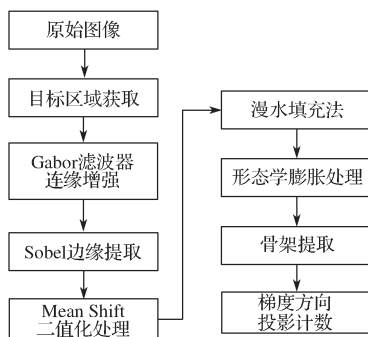 原始图像
目标区域获取
Gabor滤波器
连缘增强
Sobel边缘提取
Mean Shift
二值化处理
漫水填充法
形态学膨胀处理
骨架提取
梯度方向
投影计数